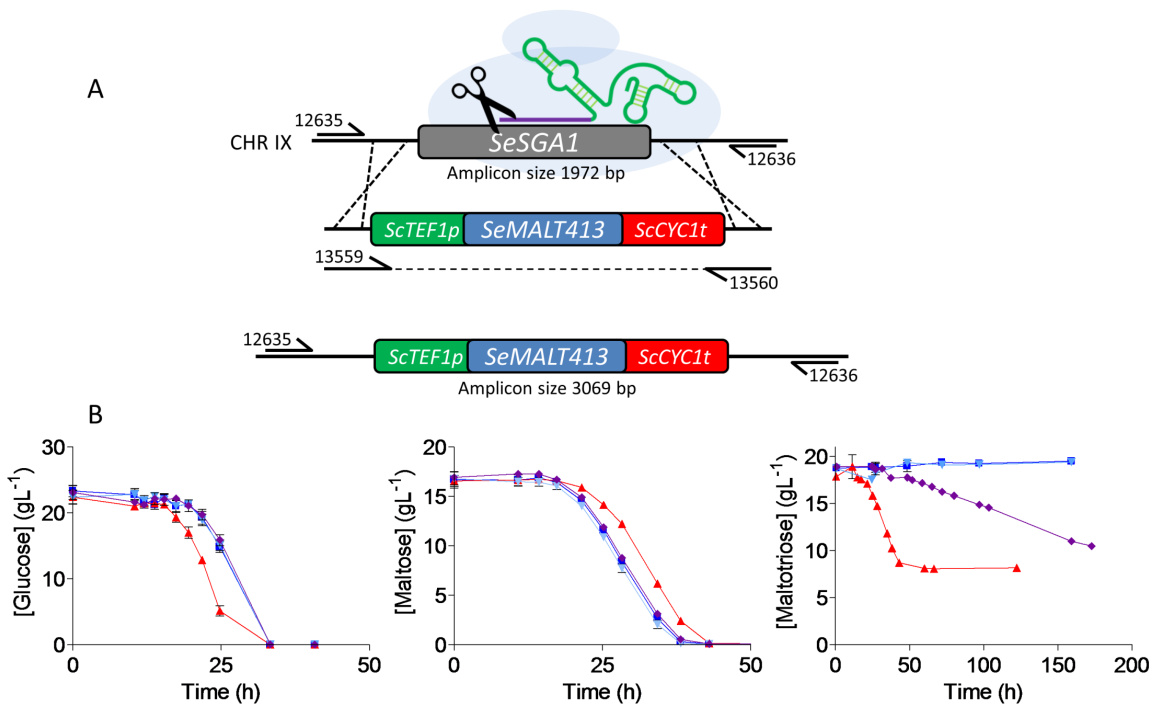 A
12635
CHR IX
SeSGA1
12636
Amplicon size 1972 bp
ScTEF1p
SeMALT413
ScCYC1t
13559
13560
12635
ScTEF1p
SeMALT413
ScCYC1t
12636
Amplicon size 3069 bp
B
[Glucose] (gL⁻¹)
30
20
10
0
0
25
50
Time (h)
[Maltose] (gL⁻¹)
20
15
10
5
0
0
25
50
Time (h)
[Maltotriose] (gL⁻¹)
20
15
10
5
0
0
50
100
150
200
Time (h)